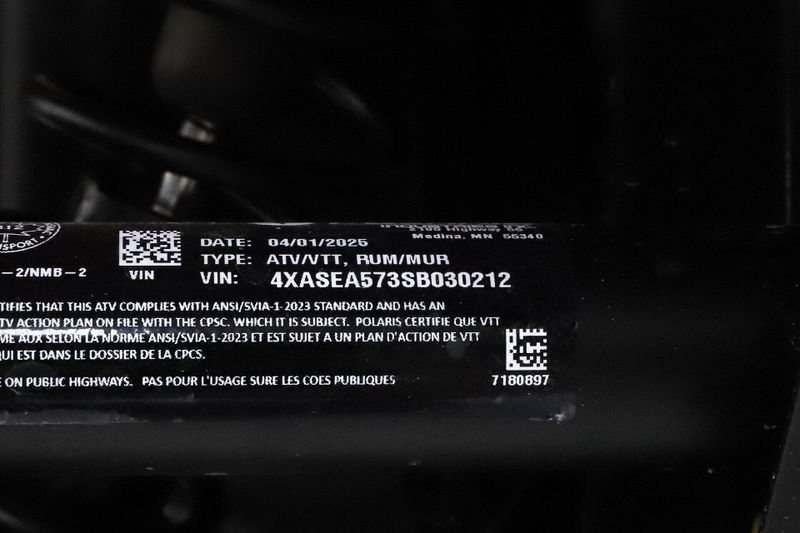 2100 Highway 55
Medina, MN 55340
DATE: 04/01/2025
TYPE: ATV/VTT, RUM/MUR
-2/NMB-2
VIN
VIN: 4XASEA573SB030212
TIFIES THAT THIS ATV COMPLIES WITH ANSI/SVIA-1-2023 STANDARD AND HAS AN
TV ACTION PLAN ON FILE WITH THE CPSC. WHICH IT IS SUBJECT. POLARIS CERTIFIE QUE VTT
ME AUX SELON LA NORME ANSI/SVIA-1-2023 ET EST SUJET A UN PLAN D'ACTION DE VTT
QUI EST DANS LE DOSSIER DE LA CPCS.
E ON PUBLIC HIGHWAYS. PAS POUR L'USAGE SURE LES COES PUBLIQUES
7180897